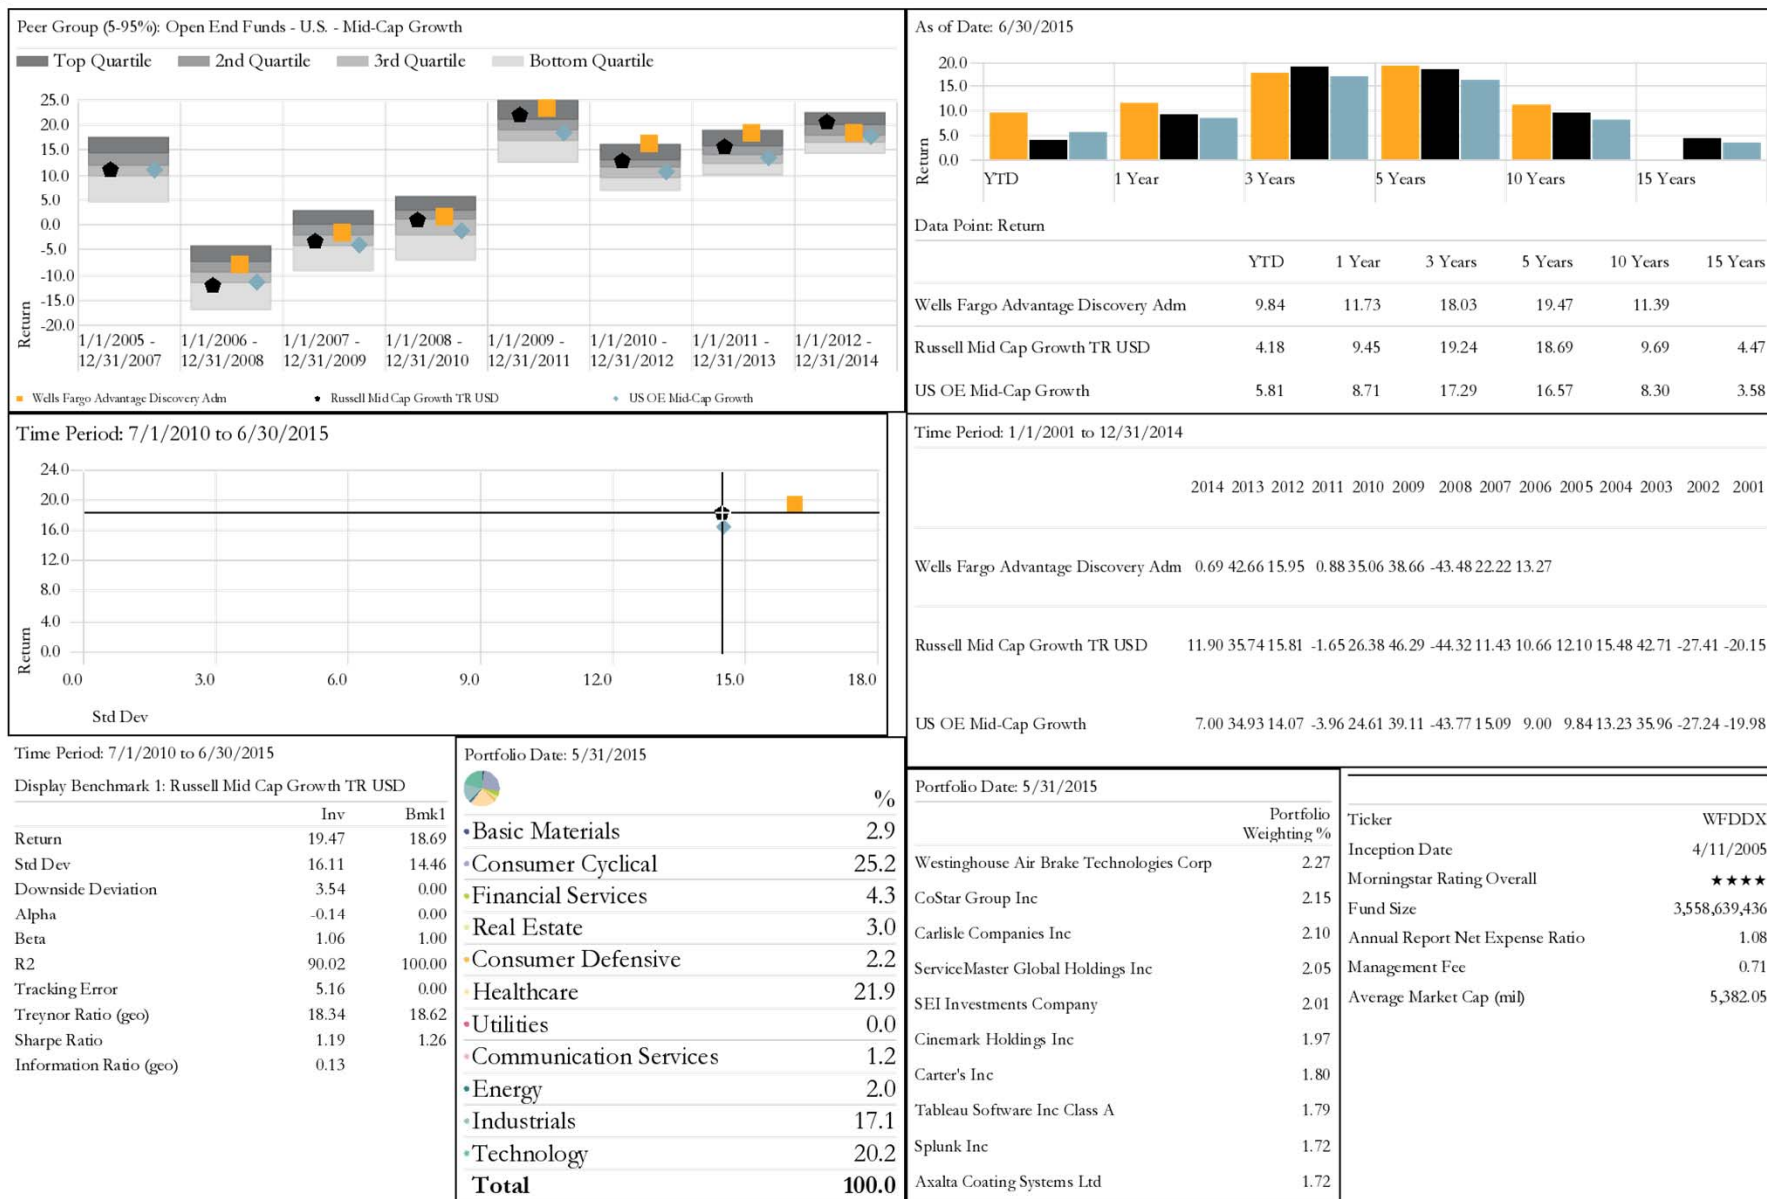 Peer Group (5-95%): Open End Funds - U.S. - Mid-Cap Growth
Top Quartile 2nd Quartile 3rd Quartile Bottom Quartile
25.0
20.0
15.0
10.0
5.0
0.0
-5.0
-10.0
-15.0
-20.0
Return
1/1/2005 - 12/31/2007
1/1/2006 - 12/31/2008
1/1/2007 - 12/31/2009
1/1/2008 - 12/31/2010
1/1/2009 - 12/31/2011
1/1/2010 - 12/31/2012
1/1/2011 - 12/31/2013
1/1/2012 - 12/31/2014
Wells Fargo Advantage Discovery Adm Russell Mid Cap Growth TR USD US OE Mid-Cap Growth
As of Date: 6/30/2015
20.0
15.0
10.0
5.0
0.0
Return
YTD 1 Year 3 Years 5 Years 10 Years 15 Years
Data Point: Return
YTD 1 Year 3 Years 5 Years 10 Years 15 Years
Wells Fargo Advantage Discovery Adm 9.84 11.73 18.03 19.47 11.39
Russell Mid Cap Growth TR USD 4.18 9.45 19.24 18.69 9.69 4.47
US OE Mid-Cap Growth 5.81 8.71 17.29 16.57 8.30 3.58
Time Period: 7/1/2010 to 6/30/2015
24.0
20.0
16.0
12.0
8.0
4.0
0.0
Return
0.0 3.0 6.0 9.0 12.0 15.0 18.0
Std Dev
Time Period: 1/1/2001 to 12/31/2014
2014 2013 2012 2011 2010 2009 2008 2007 2006 2005 2004 2003 2002 2001
Wells Fargo Advantage Discovery Adm 0.69 42.66 15.95 0.88 35.06 38.66 -43.48 22.22 13.27
Russell Mid Cap Growth TR USD 11.90 35.74 15.81 -1.65 26.38 46.29 -44.32 11.43 10.66 12.10 15.48 42.71 -27.41 -20.15
US OE Mid-Cap Growth 7.00 34.93 14.07 -3.96 24.61 39.11 -43.77 15.09 9.00 9.84 13.23 35.96 -27.24 -19.98
Time Period: 7/1/2010 to 6/30/2015
Display Benchmark 1: Russell Mid Cap Growth TR USD
Inv Bmk1
Return 19.47 18.69
Std Dev 16.11 14.46
Downside Deviation 3.54 0.00
Alpha -0.14 0.00
Beta 1.06 1.00
R2 90.02 100.00
Tracking Error 5.16 0.00
Treynor Ratio (geo) 18.34 18.62
Sharpe Ratio 1.19 1.26
Information Ratio (geo) 0.13
Portfolio Date: 5/31/2015
%
Basic Materials 2.9
Consumer Cyclical 25.2
Financial Services 4.3
Real Estate 3.0
Consumer Defensive 2.2
Healthcare 21.9
Utilities 0.0
Communication Services 1.2
Energy 2.0
Industrials 17.1
Technology 20.2
Total 100.0
Portfolio Date: 5/31/2015
Portfolio
Weighting %
Westinghouse Air Brake Technologies Corp 2.27
CoStar Group Inc 2.15
Carlisle Companies Inc 2.10
ServiceMaster Global Holdings Inc 2.05
SEI Investments Company 2.01
Cinemark Holdings Inc 1.97
Carter's Inc 1.80
Tableau Software Inc Class A 1.79
Splunk Inc 1.72
Axalta Coating Systems Ltd 1.72
Ticker WFDDX
Inception Date 4/11/2005
Morningstar Rating Overall ★★★★
Fund Size 3,558,639,436
Annual Report Net Expense Ratio 1.08
Management Fee 0.71
Average Market Cap (mil) 5,382.05